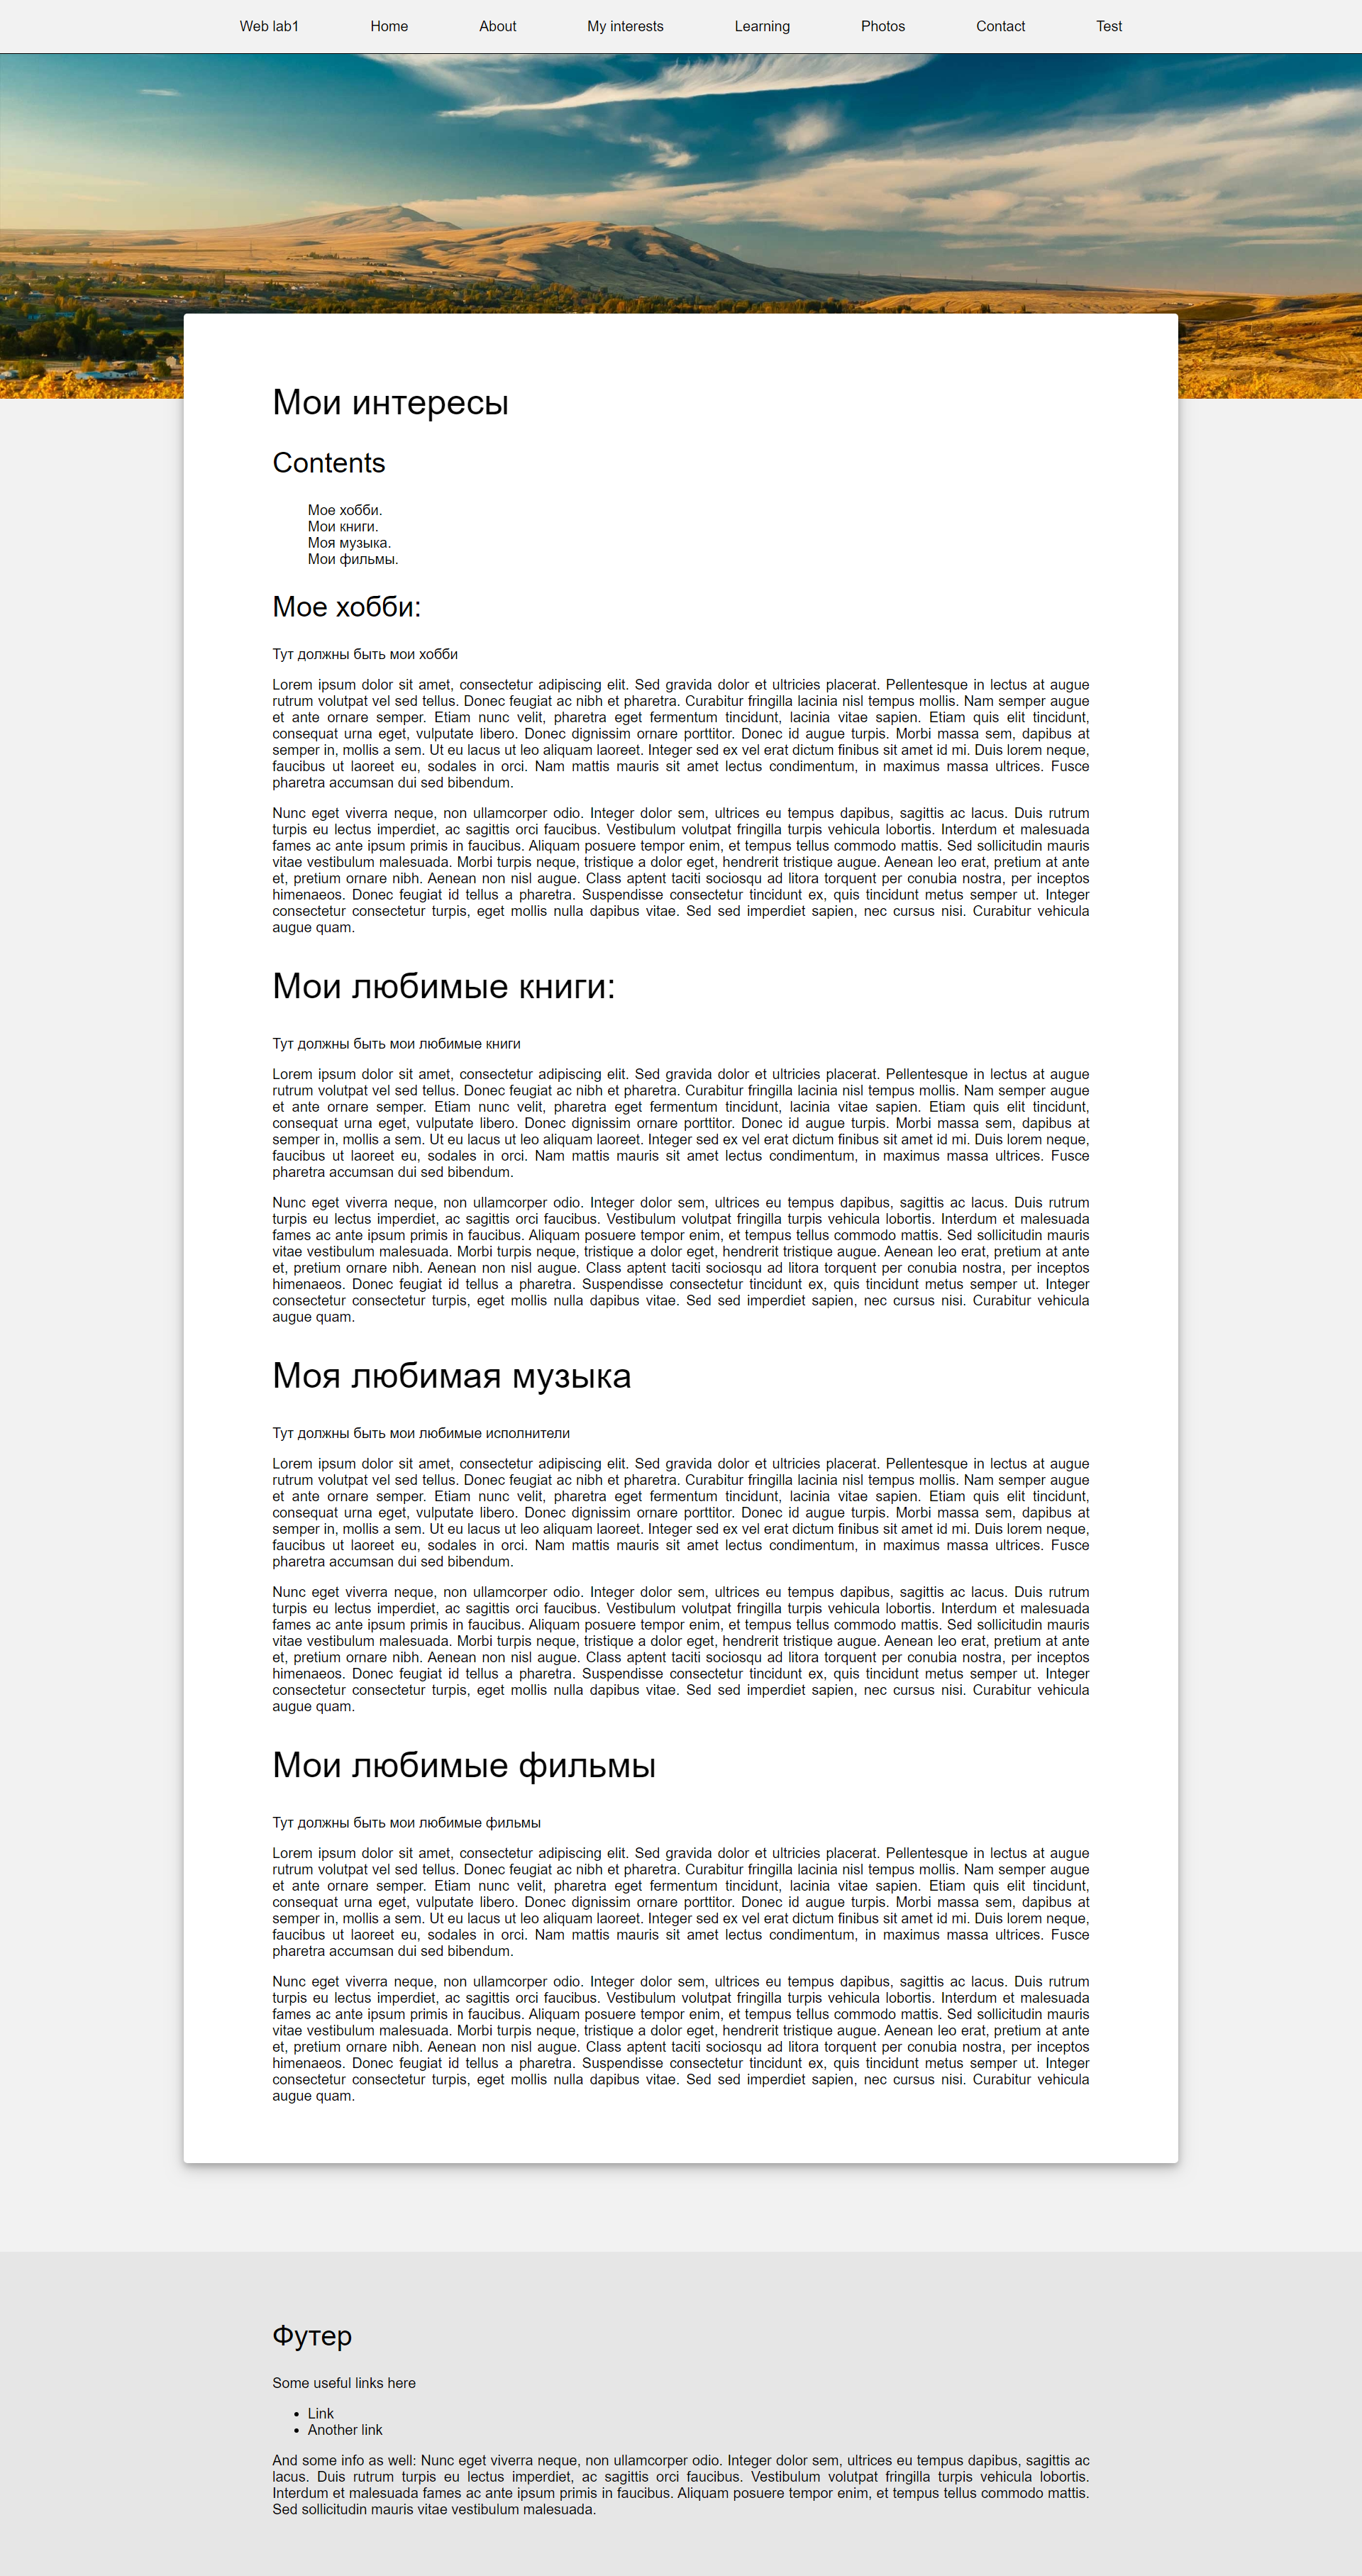 Web lab1 Home About My interests Learning Photos Contact Test
Мои интересы
Contents
Мое хобби.
Мои книги.
Моя музыка.
Мои фильмы.
Мое хобби:
Тут должны быть мои хобби
Lorem ipsum dolor sit amet, consectetur adipiscing elit. Sed gravida dolor et ultricies placerat. Pellentesque in lectus at augue
rutrum volutpat vel sed tellus. Donec feugiat ac nibh et pharetra. Curabitur fringilla lacinia nisl tempus mollis. Nam semper augue
et ante ornare semper. Etiam nunc velit, pharetra eget fermentum tincidunt, lacinia vitae sapien. Etiam quis elit tincidunt,
consequat urna eget, vulputate libero. Donec dignissim ornare porttitor. Donec id augue turpis. Morbi massa sem, dapibus at
semper in, mollis a sem. Ut eu lacus ut leo aliquam laoreet. Integer sed ex vel erat dictum finibus sit amet id mi. Duis lorem neque,
faucibus ut laoreet eu, sodales in orci. Nam mattis mauris sit amet lectus condimentum, in maximus massa ultrices. Fusce
pharetra accumsan dui sed bibendum.
Nunc eget viverra neque, non ullamcorper odio. Integer dolor sem, ultrices eu tempus dapibus, sagittis ac lacus. Duis rutrum
turpis eu lectus imperdiet, ac sagittis orci faucibus. Vestibulum volutpat fringilla turpis vehicula lobortis. Interdum et malesuada
fames ac ante ipsum primis in faucibus. Aliquam posuere tempor enim, et tempus tellus commodo mattis. Sed sollicitudin mauris
vitae vestibulum malesuada. Morbi turpis neque, tristique a dolor eget, hendrerit tristique augue. Aenean leo erat, pretium at ante
et, pretium ornare nibh. Aenean non nisl augue. Class aptent taciti sociosqu ad litora torquent per conubia nostra, per inceptos
himenaeos. Donec feugiat id tellus a pharetra. Suspendisse consectetur tincidunt ex, quis tincidunt metus semper ut. Integer
consectetur consectetur turpis, eget mollis nulla dapibus vitae. Sed sed imperdiet sapien, nec cursus nisi. Curabitur vehicula
augue quam.
Мои любимые книги:
Тут должны быть мои любимые книги
Lorem ipsum dolor sit amet, consectetur adipiscing elit. Sed gravida dolor et ultricies placerat. Pellentesque in lectus at augue
rutrum volutpat vel sed tellus. Donec feugiat ac nibh et pharetra. Curabitur fringilla lacinia nisl tempus mollis. Nam semper augue
et ante ornare semper. Etiam nunc velit, pharetra eget fermentum tincidunt, lacinia vitae sapien. Etiam quis elit tincidunt,
consequat urna eget, vulputate libero. Donec dignissim ornare porttitor. Donec id augue turpis. Morbi massa sem, dapibus at
semper in, mollis a sem. Ut eu lacus ut leo aliquam laoreet. Integer sed ex vel erat dictum finibus sit amet id mi. Duis lorem neque,
faucibus ut laoreet eu, sodales in orci. Nam mattis mauris sit amet lectus condimentum, in maximus massa ultrices. Fusce
pharetra accumsan dui sed bibendum.
Nunc eget viverra neque, non ullamcorper odio. Integer dolor sem, ultrices eu tempus dapibus, sagittis ac lacus. Duis rutrum
turpis eu lectus imperdiet, ac sagittis orci faucibus. Vestibulum volutpat fringilla turpis vehicula lobortis. Interdum et malesuada
fames ac ante ipsum primis in faucibus. Aliquam posuere tempor enim, et tempus tellus commodo mattis. Sed sollicitudin mauris
vitae vestibulum malesuada. Morbi turpis neque, tristique a dolor eget, hendrerit tristique augue. Aenean leo erat, pretium at ante
et, pretium ornare nibh. Aenean non nisl augue. Class aptent taciti sociosqu ad litora torquent per conubia nostra, per inceptos
himenaeos. Donec feugiat id tellus a pharetra. Suspendisse consectetur tincidunt ex, quis tincidunt metus semper ut. Integer
consectetur consectetur turpis, eget mollis nulla dapibus vitae. Sed sed imperdiet sapien, nec cursus nisi. Curabitur vehicula
augue quam.
Моя любимая музыка
Тут должны быть мои любимые исполнители
Lorem ipsum dolor sit amet, consectetur adipiscing elit. Sed gravida dolor et ultricies placerat. Pellentesque in lectus at augue
rutrum volutpat vel sed tellus. Donec feugiat ac nibh et pharetra. Curabitur fringilla lacinia nisl tempus mollis. Nam semper augue
et ante ornare semper. Etiam nunc velit, pharetra eget fermentum tincidunt, lacinia vitae sapien. Etiam quis elit tincidunt,
consequat urna eget, vulputate libero. Donec dignissim ornare porttitor. Donec id augue turpis. Morbi massa sem, dapibus at
semper in, mollis a sem. Ut eu lacus ut leo aliquam laoreet. Integer sed ex vel erat dictum finibus sit amet id mi. Duis lorem neque,
faucibus ut laoreet eu, sodales in orci. Nam mattis mauris sit amet lectus condimentum, in maximus massa ultrices. Fusce
pharetra accumsan dui sed bibendum.
Nunc eget viverra neque, non ullamcorper odio. Integer dolor sem, ultrices eu tempus dapibus, sagittis ac lacus. Duis rutrum
turpis eu lectus imperdiet, ac sagittis orci faucibus. Vestibulum volutpat fringilla turpis vehicula lobortis. Interdum et malesuada
fames ac ante ipsum primis in faucibus. Aliquam posuere tempor enim, et tempus tellus commodo mattis. Sed sollicitudin mauris
vitae vestibulum malesuada. Morbi turpis neque, tristique a dolor eget, hendrerit tristique augue. Aenean leo erat, pretium at ante
et, pretium ornare nibh. Aenean non nisl augue. Class aptent taciti sociosqu ad litora torquent per conubia nostra, per inceptos
himenaeos. Donec feugiat id tellus a pharetra. Suspendisse consectetur tincidunt ex, quis tincidunt metus semper ut. Integer
consectetur consectetur turpis, eget mollis nulla dapibus vitae. Sed sed imperdiet sapien, nec cursus nisi. Curabitur vehicula
augue quam.
Мои любимые фильмы
Тут должны быть мои любимые фильмы
Lorem ipsum dolor sit amet, consectetur adipiscing elit. Sed gravida dolor et ultricies placerat. Pellentesque in lectus at augue
rutrum volutpat vel sed tellus. Donec feugiat ac nibh et pharetra. Curabitur fringilla lacinia nisl tempus mollis. Nam semper augue
et ante ornare semper. Etiam nunc velit, pharetra eget fermentum tincidunt, lacinia vitae sapien. Etiam quis elit tincidunt,
consequat urna eget, vulputate libero. Donec dignissim ornare porttitor. Donec id augue turpis. Morbi massa sem, dapibus at
semper in, mollis a sem. Ut eu lacus ut leo aliquam laoreet. Integer sed ex vel erat dictum finibus sit amet id mi. Duis lorem neque,
faucibus ut laoreet eu, sodales in orci. Nam mattis mauris sit amet lectus condimentum, in maximus massa ultrices. Fusce
pharetra accumsan dui sed bibendum.
Nunc eget viverra neque, non ullamcorper odio. Integer dolor sem, ultrices eu tempus dapibus, sagittis ac lacus. Duis rutrum
turpis eu lectus imperdiet, ac sagittis orci faucibus. Vestibulum volutpat fringilla turpis vehicula lobortis. Interdum et malesuada
fames ac ante ipsum primis in faucibus. Aliquam posuere tempor enim, et tempus tellus commodo mattis. Sed sollicitudin mauris
vitae vestibulum malesuada. Morbi turpis neque, tristique a dolor eget, hendrerit tristique augue. Aenean leo erat, pretium at ante
et, pretium ornare nibh. Aenean non nisl augue. Class aptent taciti sociosqu ad litora torquent per conubia nostra, per inceptos
himenaeos. Donec feugiat id tellus a pharetra. Suspendisse consectetur tincidunt ex, quis tincidunt metus semper ut. Integer
consectetur consectetur turpis, eget mollis nulla dapibus vitae. Sed sed imperdiet sapien, nec cursus nisi. Curabitur vehicula
augue quam.
Футер
Some useful links here
• Link
• Another link
And some info as well: Nunc eget viverra neque, non ullamcorper odio. Integer dolor sem, ultrices eu tempus dapibus, sagittis ac
lacus. Duis rutrum turpis eu lectus imperdiet, ac sagittis orci faucibus. Vestibulum volutpat fringilla turpis vehicula lobortis.
Interdum et malesuada fames ac ante ipsum primis in faucibus. Aliquam posuere tempor enim, et tempus tellus commodo mattis.
Sed sollicitudin mauris vitae vestibulum malesuada.